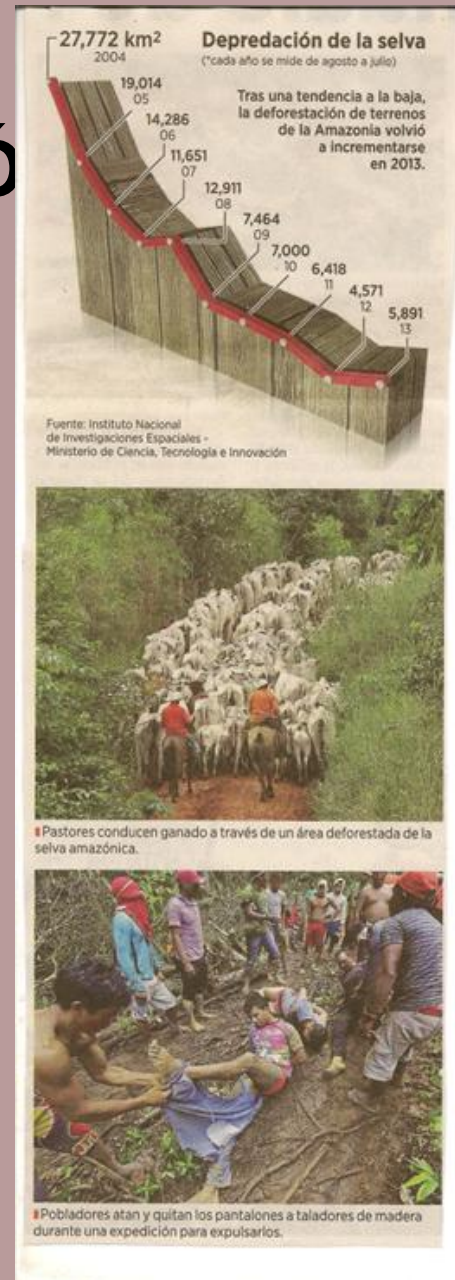 ó
27,772 km²
2004
Depredación de la selva
(*cada año se mide de agosto a julio)
Tras una tendencia a la baja,
la deforestación de terrenos
de la Amazonia volvió
a incrementarse
en 2013.
19,014
05
14,286
06
11,651
07
12,911
08
7,464
09
7,000
10
6,418
11
4,571
12
5,891
13
Fuente: Instituto Nacional
de Investigaciones Espaciales -
Ministerio de Ciencia, Tecnología e Innovación
Pastores conducen ganado a través de un área deforestada de la
selva amazónica.
Pobladores atan y quitan los pantalones a taladores de madera
durante una expedición para expulsarlos.